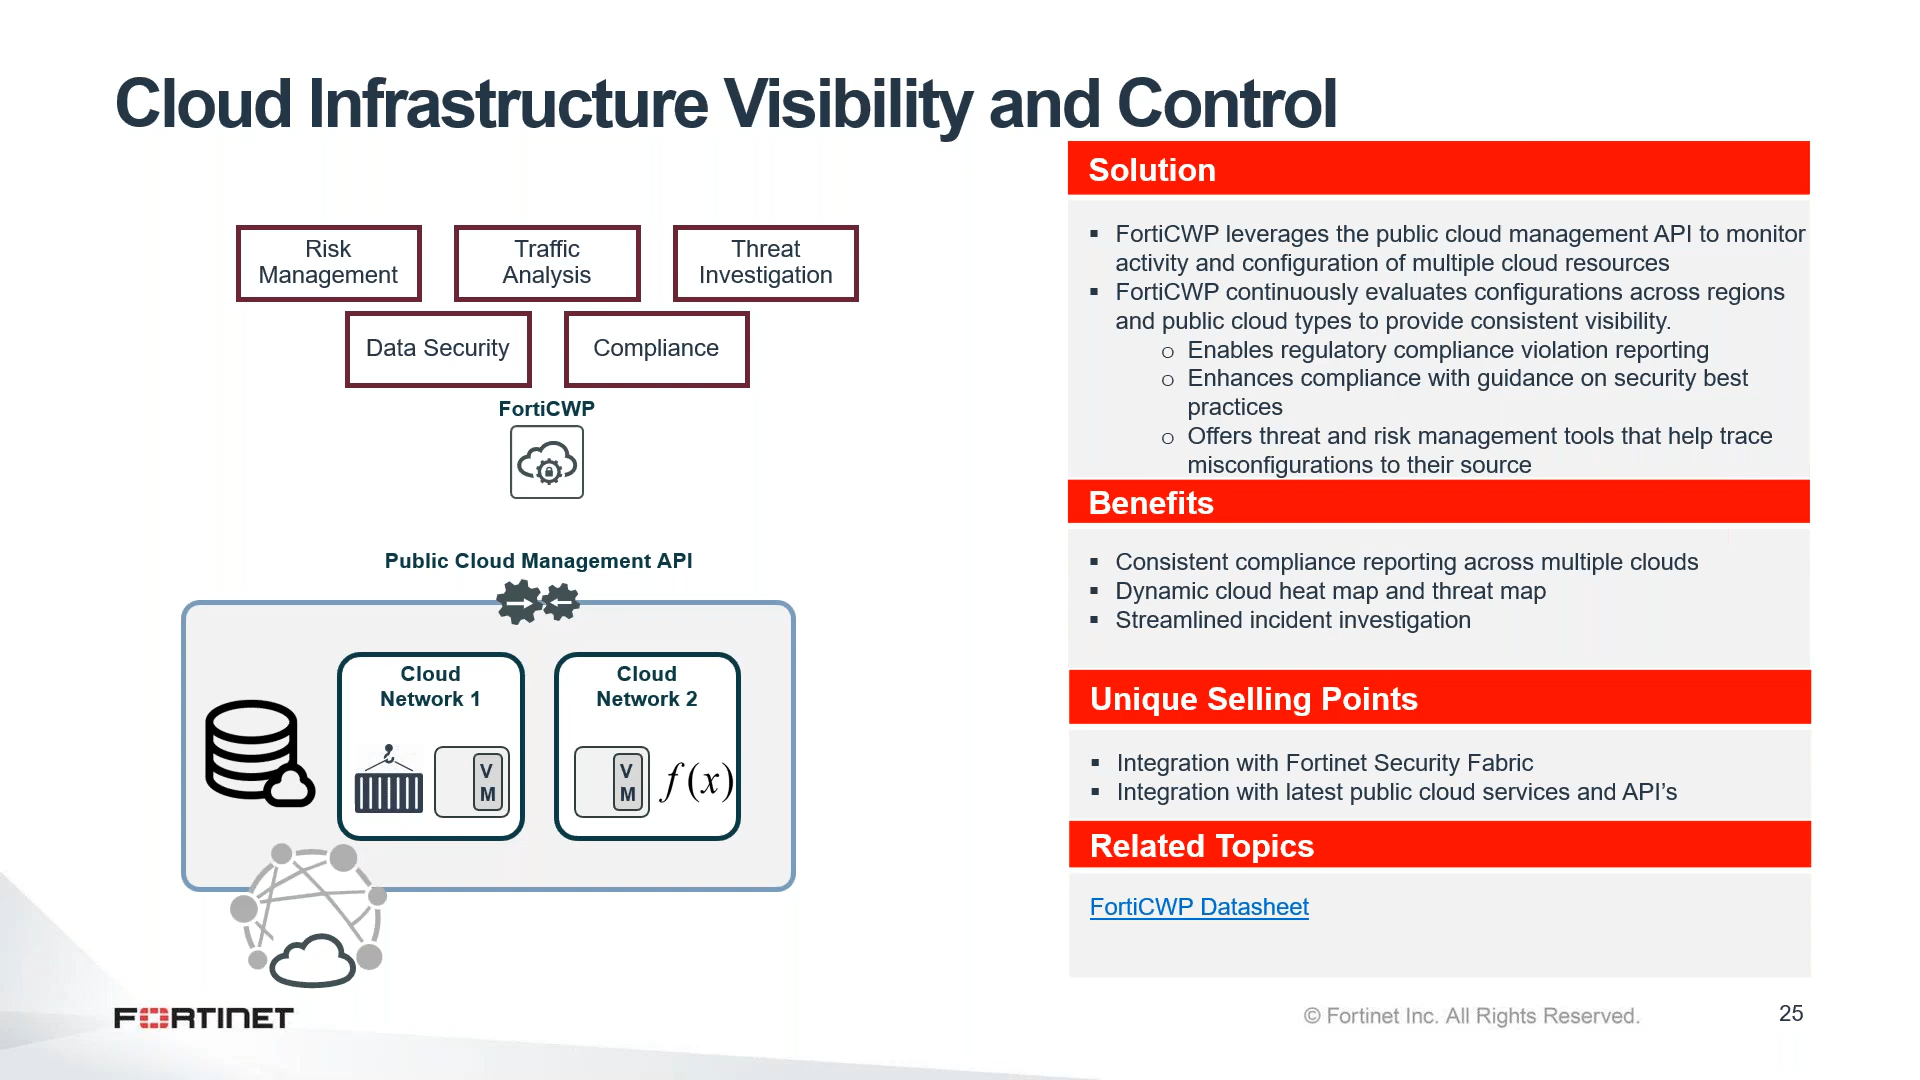 Cloud Infrastructure Visibility and Control
Risk
Management
Traffic
Analysis
Threat
Investigation
Data Security
Compliance
FortiCWP
Public Cloud Management API
Cloud
Network 1
V
M
Cloud
Network 2
V
M
f(x)
Solution
▪ FortiCWP leverages the public cloud management API to monitor
activity and configuration of multiple cloud resources
▪ FortiCWP continuously evaluates configurations across regions
and public cloud types to provide consistent visibility.
o Enables regulatory compliance violation reporting
o Enhances compliance with guidance on security best
practices
o Offers threat and risk management tools that help trace
misconfigurations to their source
Benefits
▪ Consistent compliance reporting across multiple clouds
▪ Dynamic cloud heat map and threat map
▪ Streamlined incident investigation
Unique Selling Points
▪ Integration with Fortinet Security Fabric
▪ Integration with latest public cloud services and API’s
Related Topics
FortiCWP Datasheet
FORTINET
© Fortinet Inc. All Rights Reserved.
25